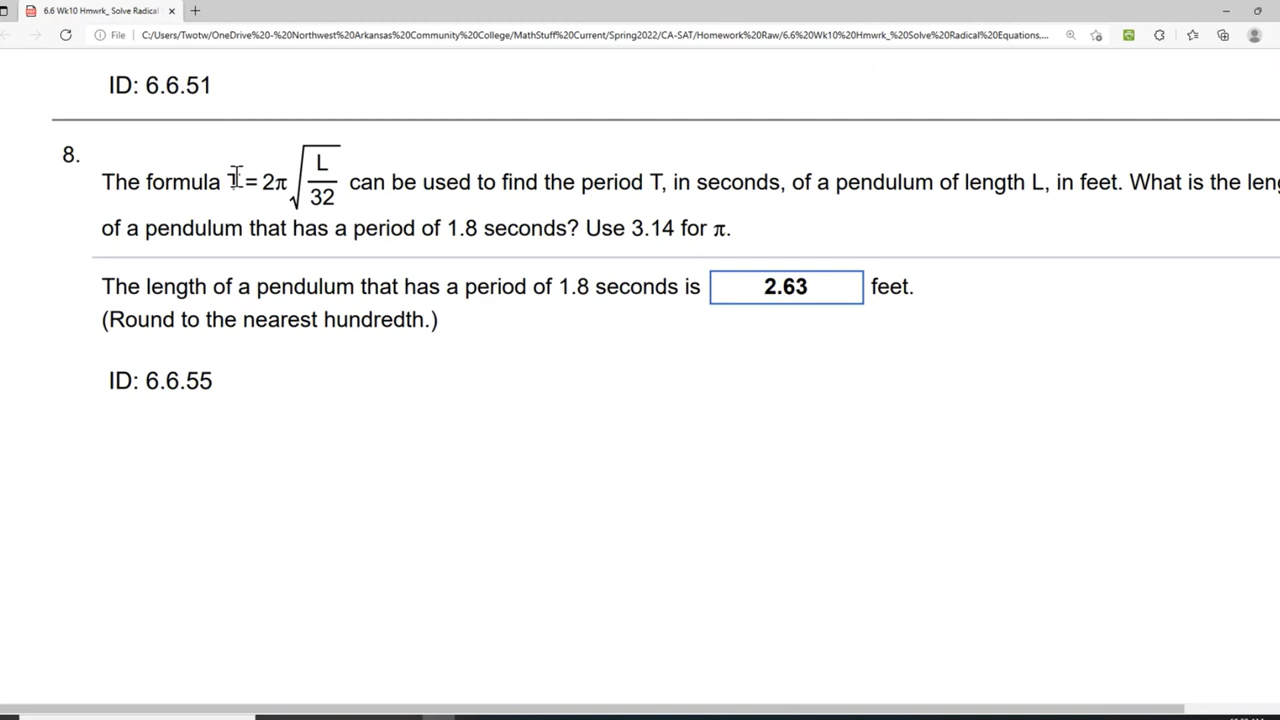 6.6 Wk10 Hmwrk_ Solve Radical
File C:/Users/Twotw/OneDrive%20-%20Northwest%20Arkansas%20Community%20College/MathStuff%20Current/Spring2022/CA-SAT/Homework%20Raw/6.6%20Wk10%20Hmwrk_%20Solve%20Radical%20Equations....
ID: 6.6.51
8.
The formula T = 2π √(L/32) can be used to find the period T, in seconds, of a pendulum of length L, in feet. What is the
of a pendulum that has a period of 1.8 seconds? Use 3.14 for π.
The length of a pendulum that has a period of 1.8 seconds is 2.63 feet.
(Round to the nearest hundredth.)
ID: 6.6.55